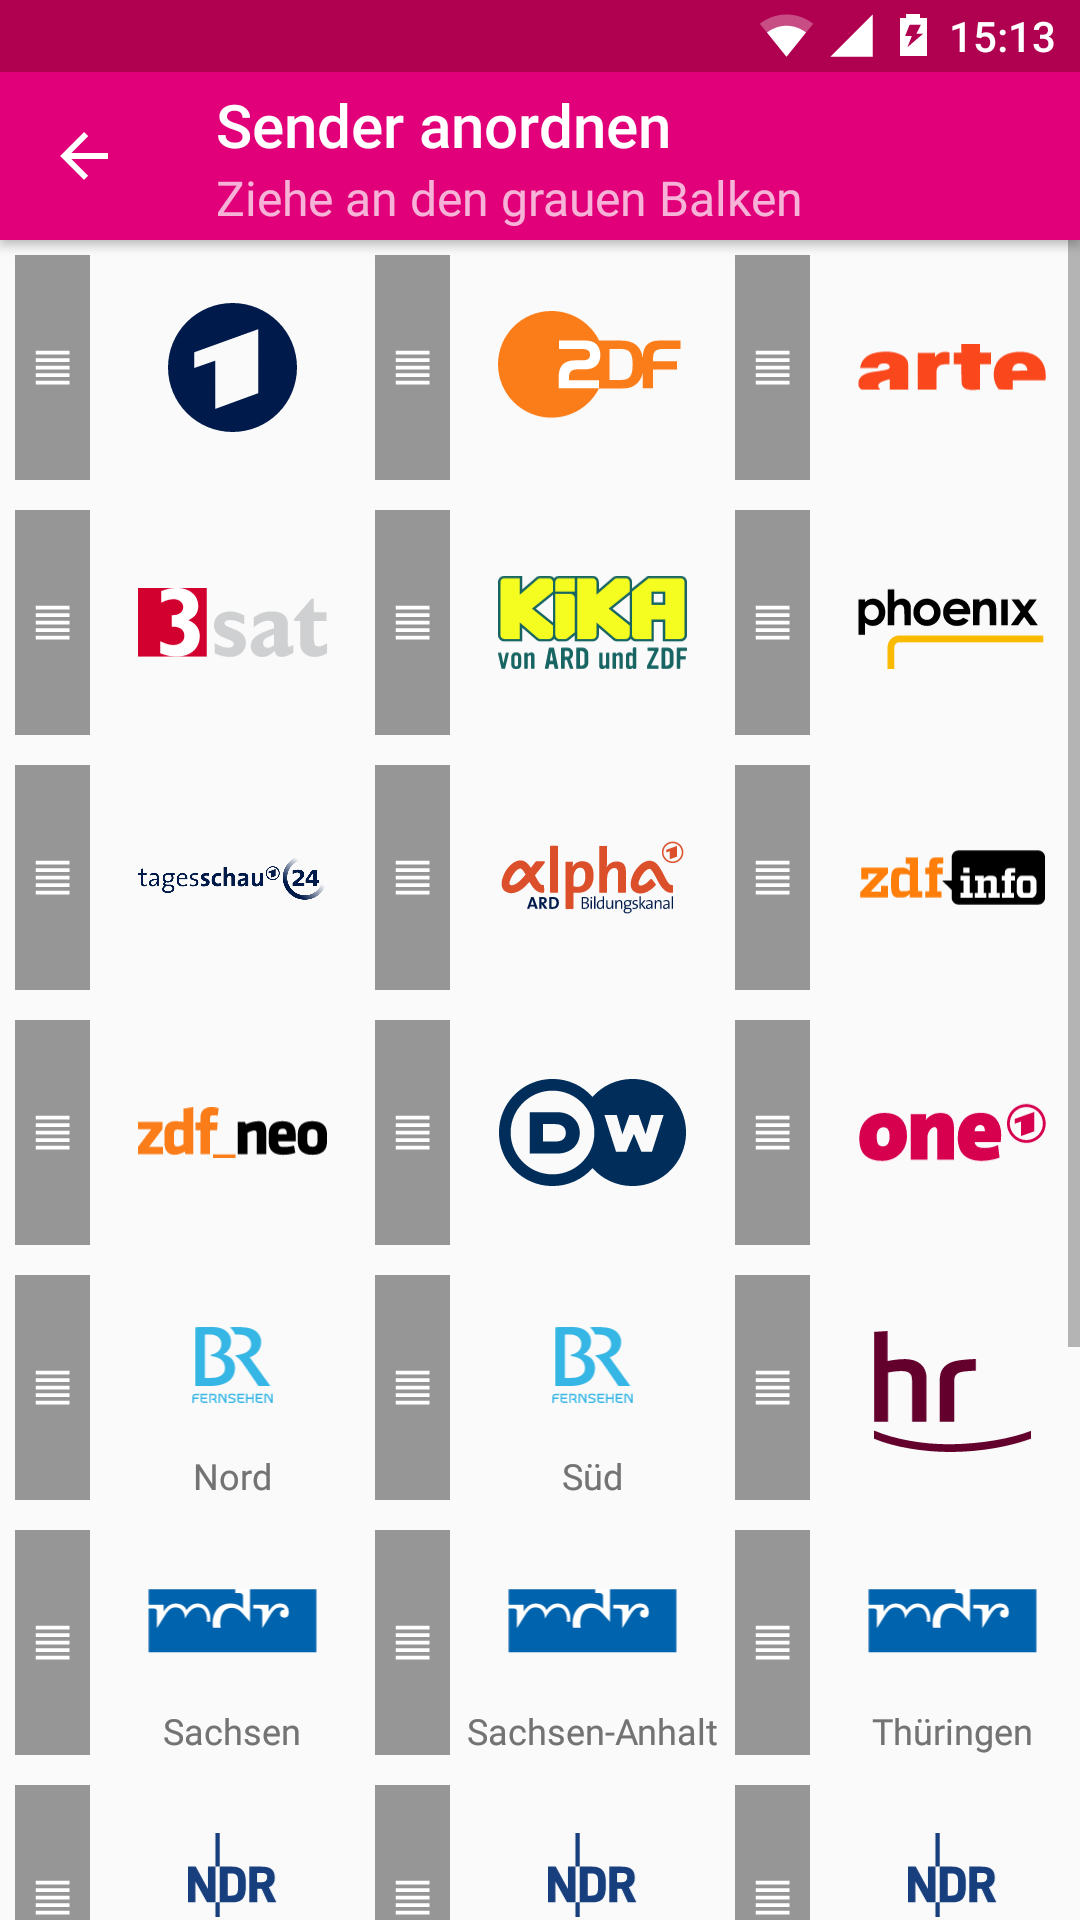 15:13
Sender anordnen
Ziehe an den grauen Balken
1
ZDF
arte
3sat
KiKA
von ARD und ZDF
phoenix
tagesschau 24
alpha
ARD Bildungskanal
zdf info
zdf_neo
DW
one
BR
FERNSEHEN
Nord
BR
FERNSEHEN
Süd
hr
mdr
Sachsen
mdr
Sachsen-Anhalt
mdr
Thüringen
NDR
NDR
NDR